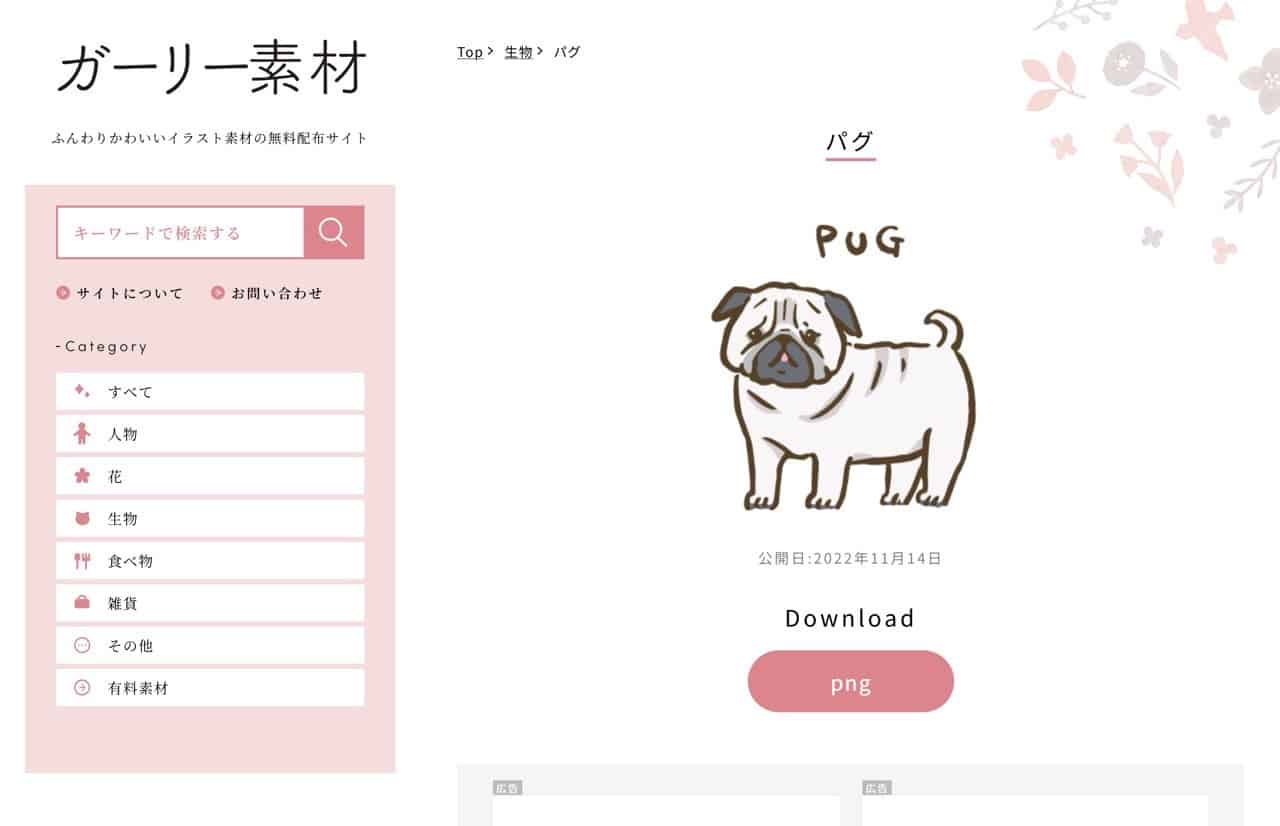 ガーリー素材
ふんわりかわいいイラスト素材の無料配布サイト
キーワードで検索する
サイトについて お問い合わせ
-Category
すべて
人物
花
生物
食べ物
雑貨
その他
有料素材
Top > 生物 > パグ
パグ
PUG
公開日:2022年11月14日
Download
png
広告 広告